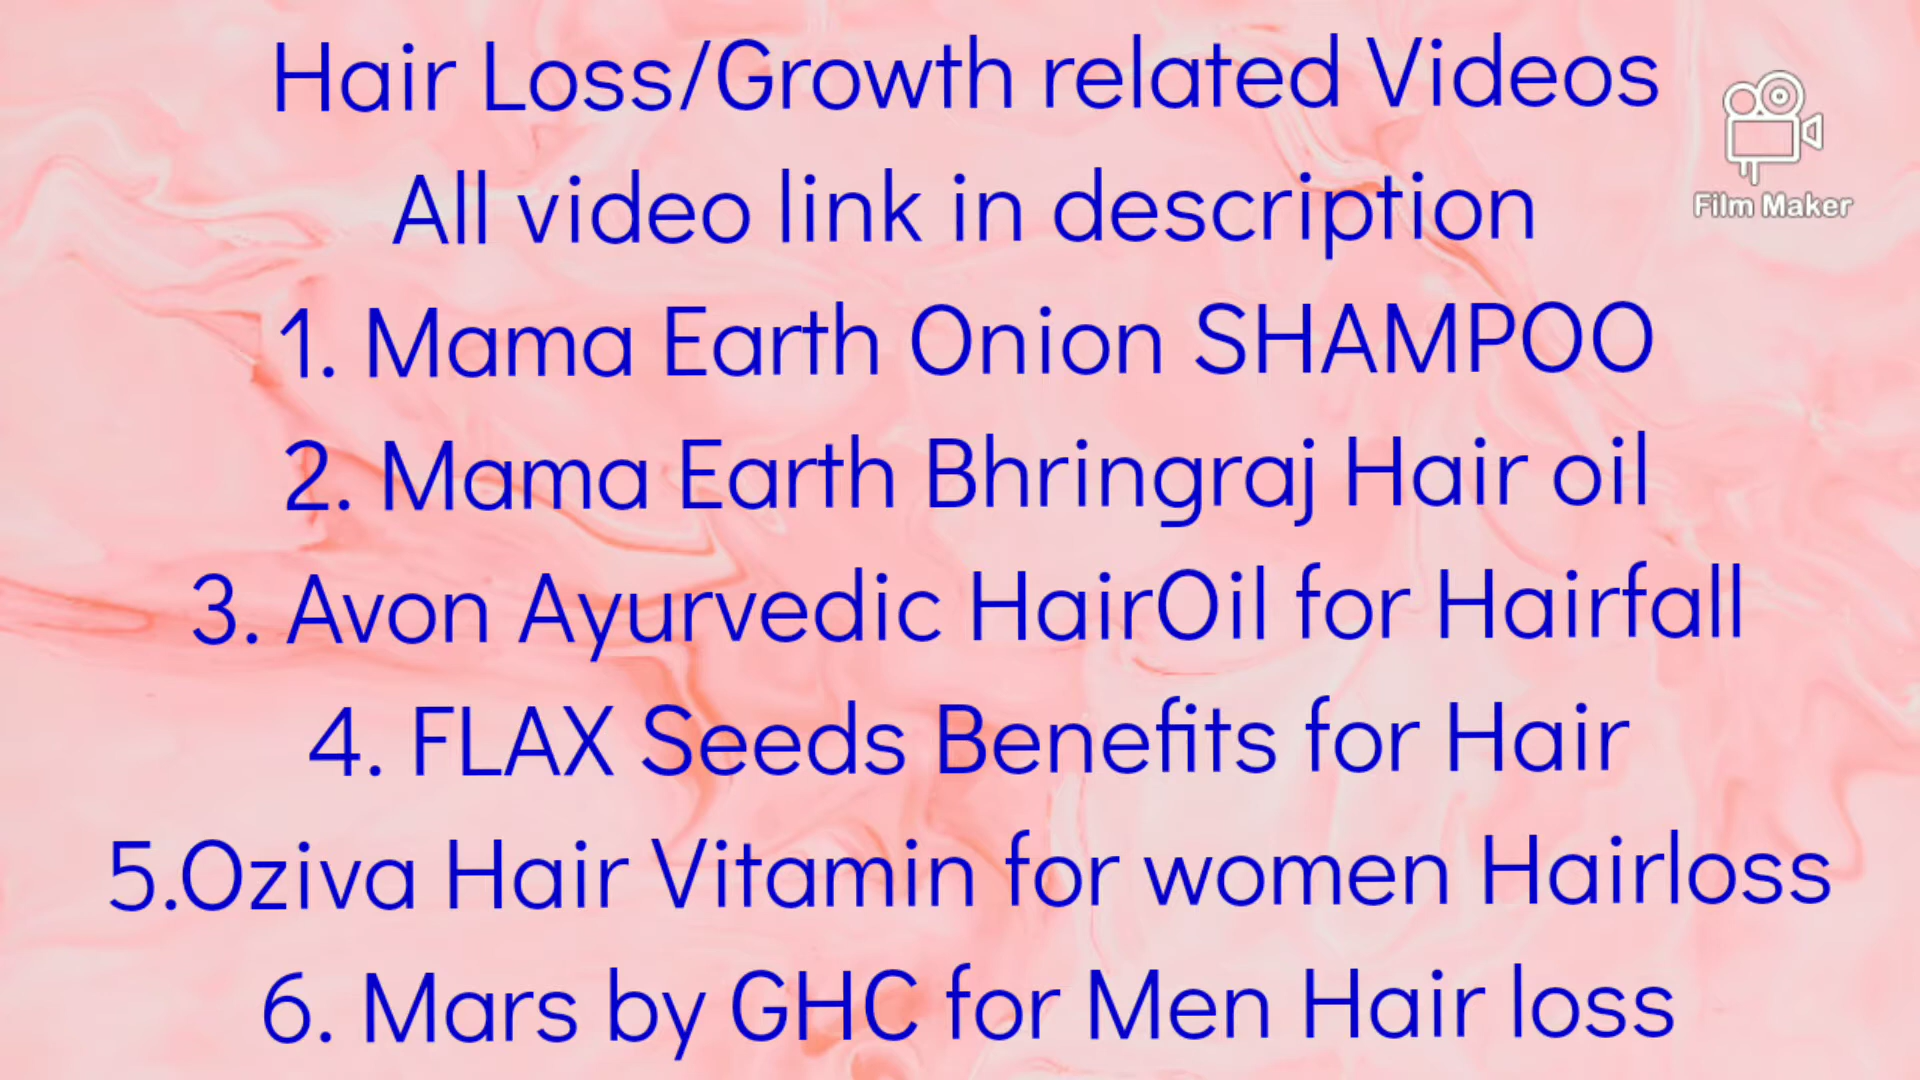 Hair Loss/Growth related Videos
All video link in description
1. Mama Earth Onion SHAMPOO
2. Mama Earth Bhringraj Hair oil
3. Avon Ayurvedic HairOil for Hairfall
4. FLAX Seeds Benefits for Hair
5.Oziva Hair Vitamin for women Hairloss
6. Mars by GHC for Men Hair loss
Film Maker